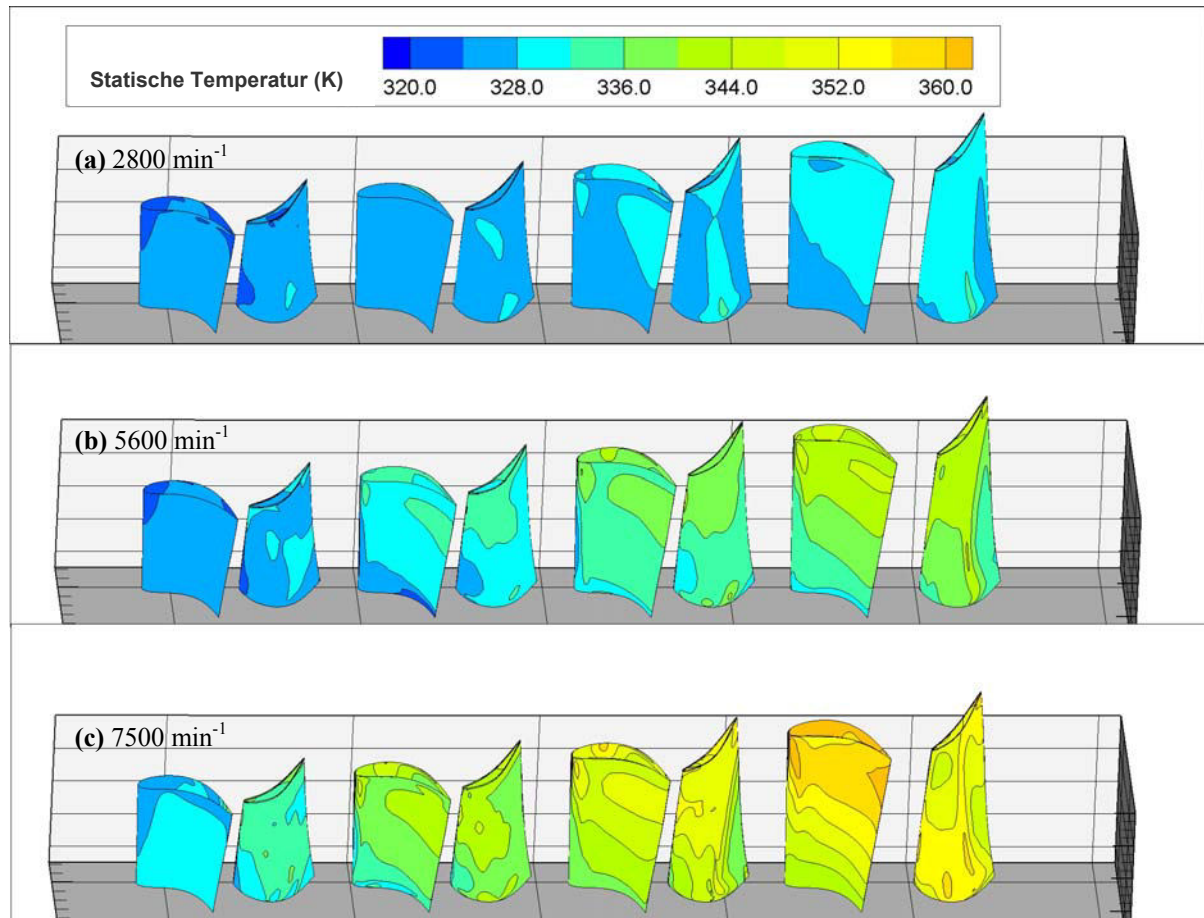 Statische Temperatur (K)
320.0 328.0 336.0 344.0 352.0 360.0
(a) 2800 min⁻¹
(b) 5600 min⁻¹
(c) 7500 min⁻¹